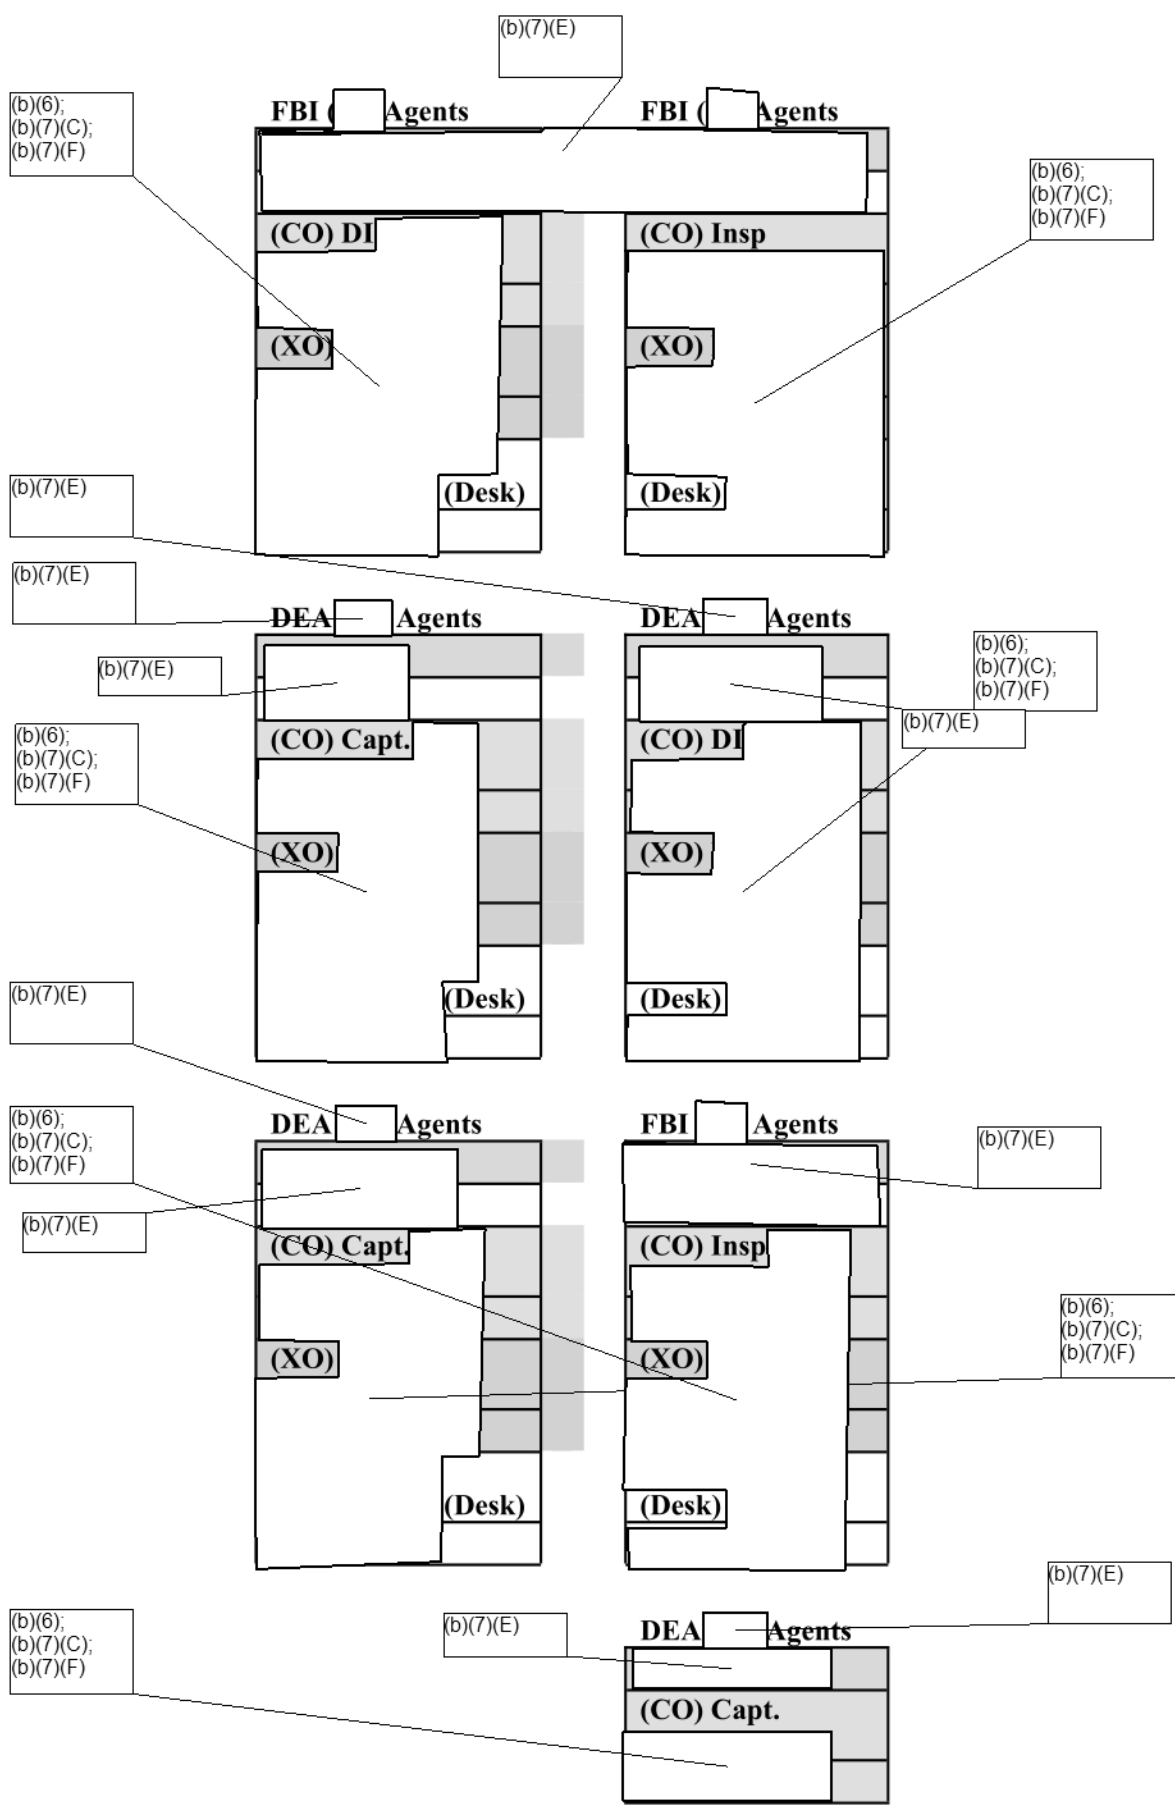 (b)(7)(E)
(b)(6);
(b)(7)(C);
(b)(7)(F)
FBI ( Agents
FBI ( Agents
(b)(6);
(b)(7)(C);
(b)(7)(F)
(CO) DI
(CO) Insp
(XO)
(XO)
(b)(7)(E)
(Desk)
(Desk)
(b)(7)(E)
DEA Agents
DEA Agents
(b)(7)(E)
(b)(6);
(b)(7)(C);
(b)(7)(F)
(b)(6);
(b)(7)(C);
(b)(7)(F)
(b)(7)(E)
(CO) Capt.
(CO) DI
(XO)
(XO)
(b)(7)(E)
(Desk)
(Desk)
(b)(6);
(b)(7)(C);
(b)(7)(F)
DEA Agents
FBI Agents
(b)(7)(E)
(b)(7)(E)
(CO) Capt.
(CO) Insp
(b)(6);
(b)(7)(C);
(b)(7)(F)
(XO)
(XO)
(Desk)
(Desk)
(b)(7)(E)
(b)(6);
(b)(7)(C);
(b)(7)(F)
(b)(7)(E)
DEA Agents
(CO) Capt.